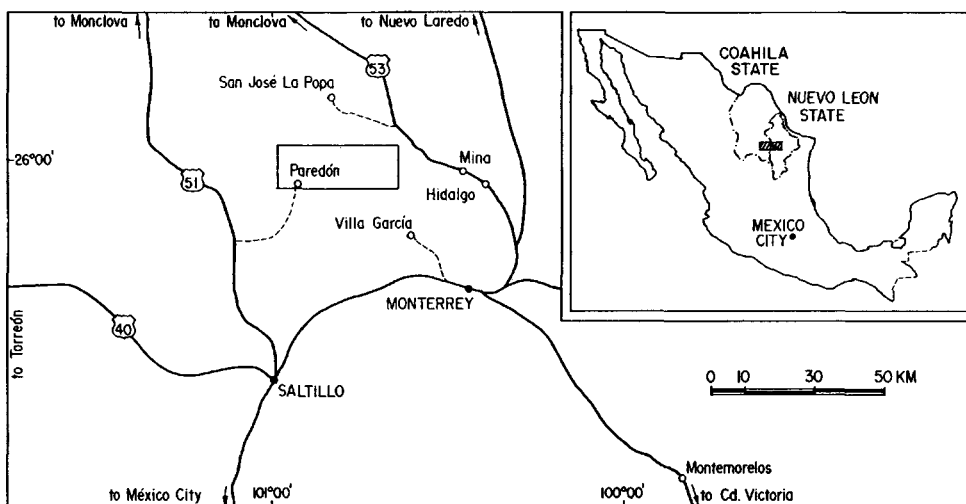 to Monclova
to Monclova
to Nuevo Laredo
53
San José La Popa
26°00'
Mina
Paredón
Hidalgo
51
Villa García
MONTERREY
40
to Torreón
SALTILLO
Montemorelos
to México City
101°00'
100°00'
to Cd. Victoria
COAHILA
STATE
NUEVO LEON
STATE
MEXICO
CITY
0 10 30 50 KM